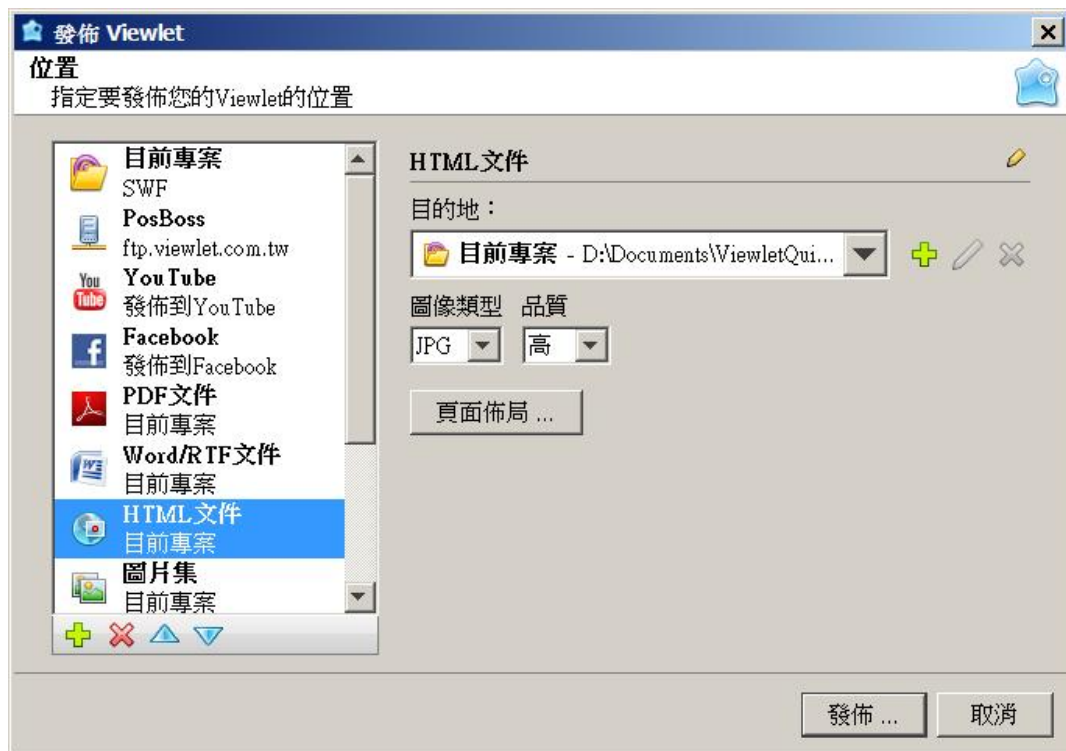 發佈 Viewlet
位置
指定要發佈您的Viewlet的位置
目前專案
SWF
PosBoss
ftp.viewlet.com.tw
You Tube
YouTube
發佈到YouTube
f
Facebook
發佈到Facebook
PDF文件
目前專案
W
Word/RTF文件
目前專案
HTML文件
目前專案
圖片集
目前專案
HTML文件
目的地：
目前專案 - D:\Documents\ViewletQui...
圖像類型 品質
JPG 高
頁面佈局 ...
發佈 ... 取消